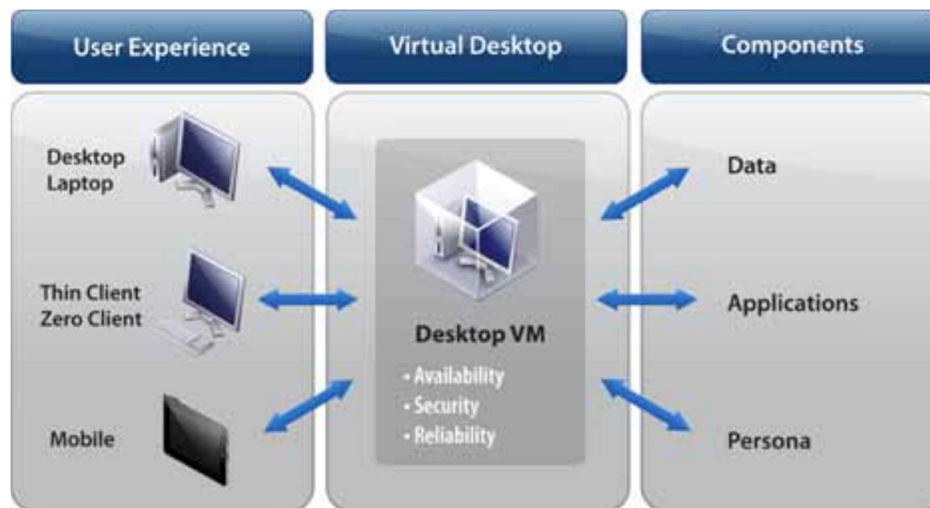 User Experience
Virtual Desktop
Components
Desktop
Laptop
Thin Client
Zero Client
Mobile
Desktop VM
• Availability
• Security
• Reliability
Data
Applications
Persona